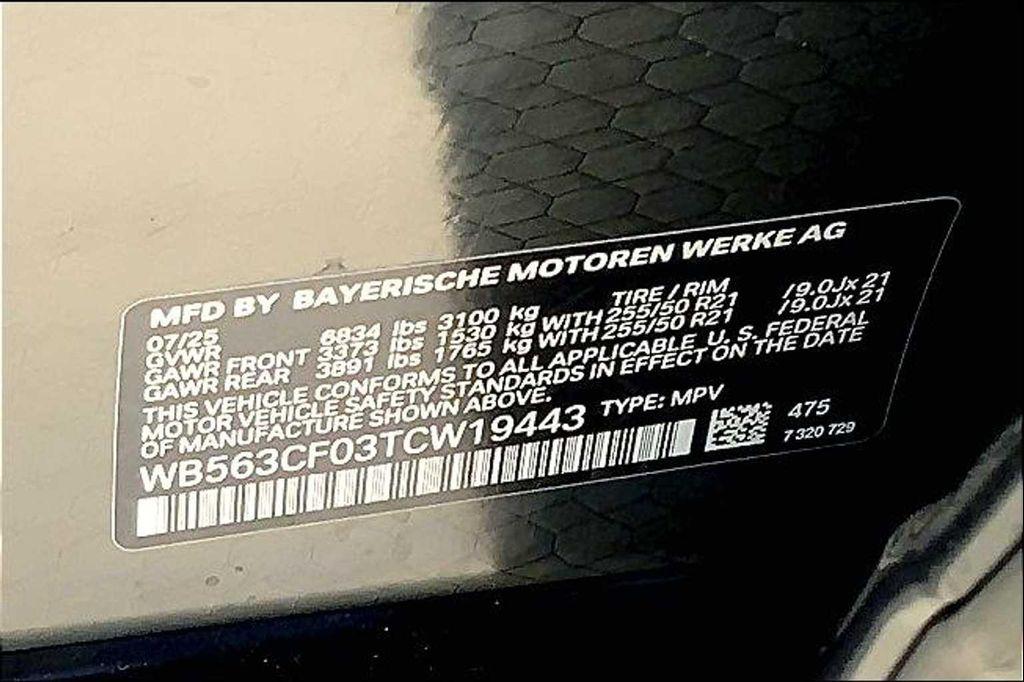 MFD BY BAYERISCHE MOTOREN WERKE AG
07/25 TIRE / RIM
GVWR 6834 lbs 3100 kg
GAWR FRONT 3373 lbs 1530 kg WITH 255/50 R21 /9.0Jx 21
GAWR REAR 3891 lbs 1765 kg WITH 255/50 R21 /9.0Jx 21
THIS VEHICLE CONFORMS TO ALL APPLICABLE U. S. FEDERAL
MOTOR VEHICLE SAFETY STANDARDS IN EFFECT ON THE DATE
OF MANUFACTURE SHOWN ABOVE.
WB563CF03TCW19443 TYPE: MPV
475
7 320 729